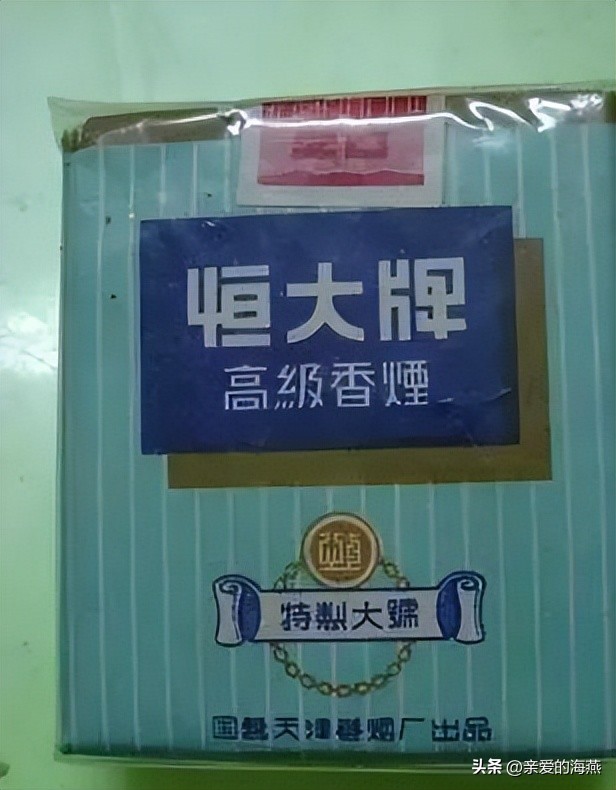 恒大牌
高級香煙
特製大號
国営天津卷烟厂出品
头条 @亲爱的海燕